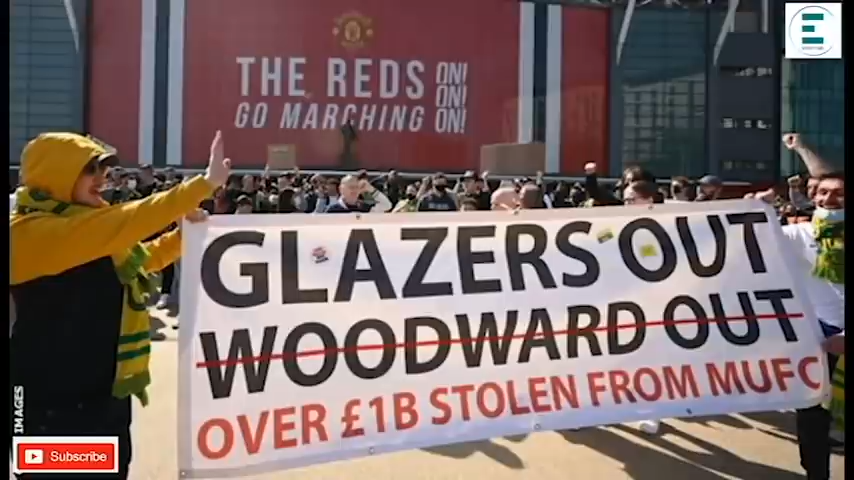 THE REDS ON!
GO MARCHING ON!
ON!
GLAZERS OUT
WOODWARD OUT
OVER £1B STOLEN FROM MUFC
IMAGES
Subscribe
E